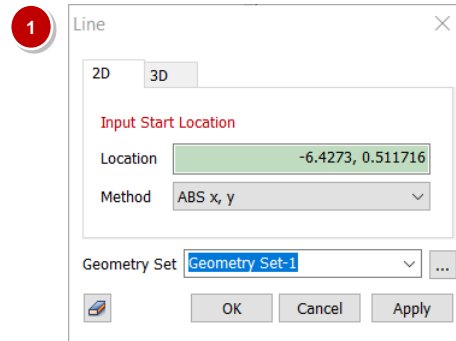 1
Line
2D 3D
Input Start Location
Location -6.4273, 0.511716
Method ABS x, y
Geometry Set Geometry Set-1 ...
OK Cancel Apply